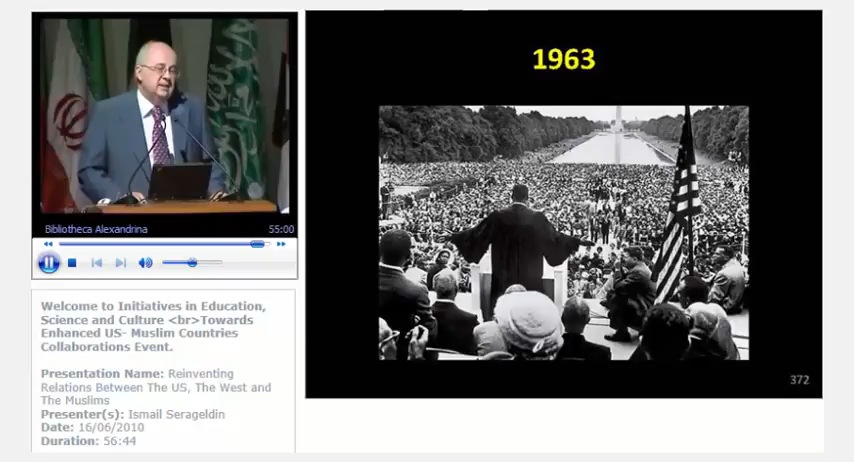 1963
Bibliotheca Alexandrina
55:00
Welcome to Initiatives in Education,
Science and Culture <br>Towards
Enhanced US- Muslim Countries
Collaborations Event.
Presentation Name: Reinventing
Relations Between The US, The West and
The Muslims
Presenter(s): Ismail Serageldin
Date: 16/06/2010
Duration: 56:44
372